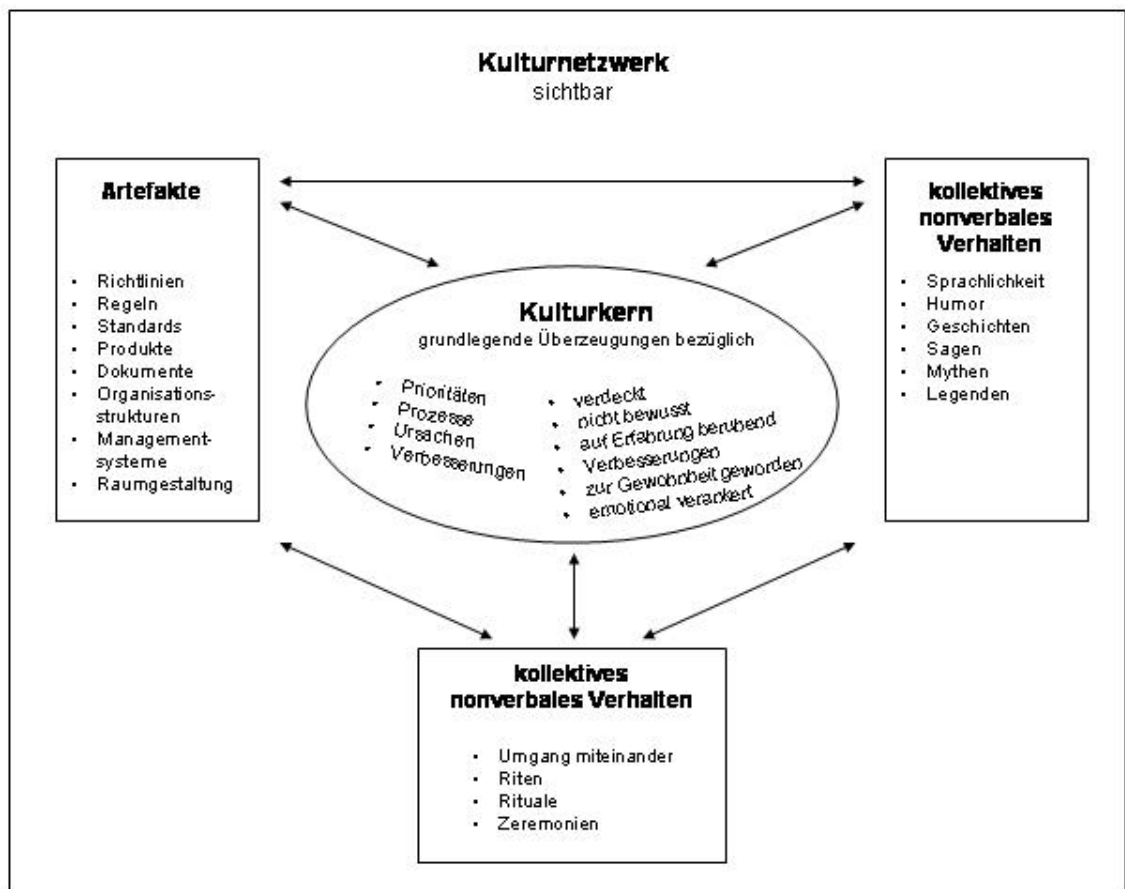 Kulturnetzwerk
sichtbar
Artefakte
• Richtlinien
• Regeln
• Standards
• Produkte
• Dokumente
• Organisations-
strukturen
• Management-
systeme
• Raumgestaltung
Kulturkern
grundlegende Überzeugungen bezüglich
• Prioritäten
• Prozesse
• Ursachen
• Verbesserungen
• verdeckt
• nicht bewusst
• auf Erfahrung beruhend
• Verbesserungen
• zur Gewohnheit geworden
• emotional verankert
kollektives
nonverbales
Verhalten
• Sprachlichkeit
• Humor
• Geschichten
• Sagen
• Mythen
• Legenden
kollektives
nonverbales Verhalten
• Umgang miteinander
• Riten
• Rituale
• Zeremonien